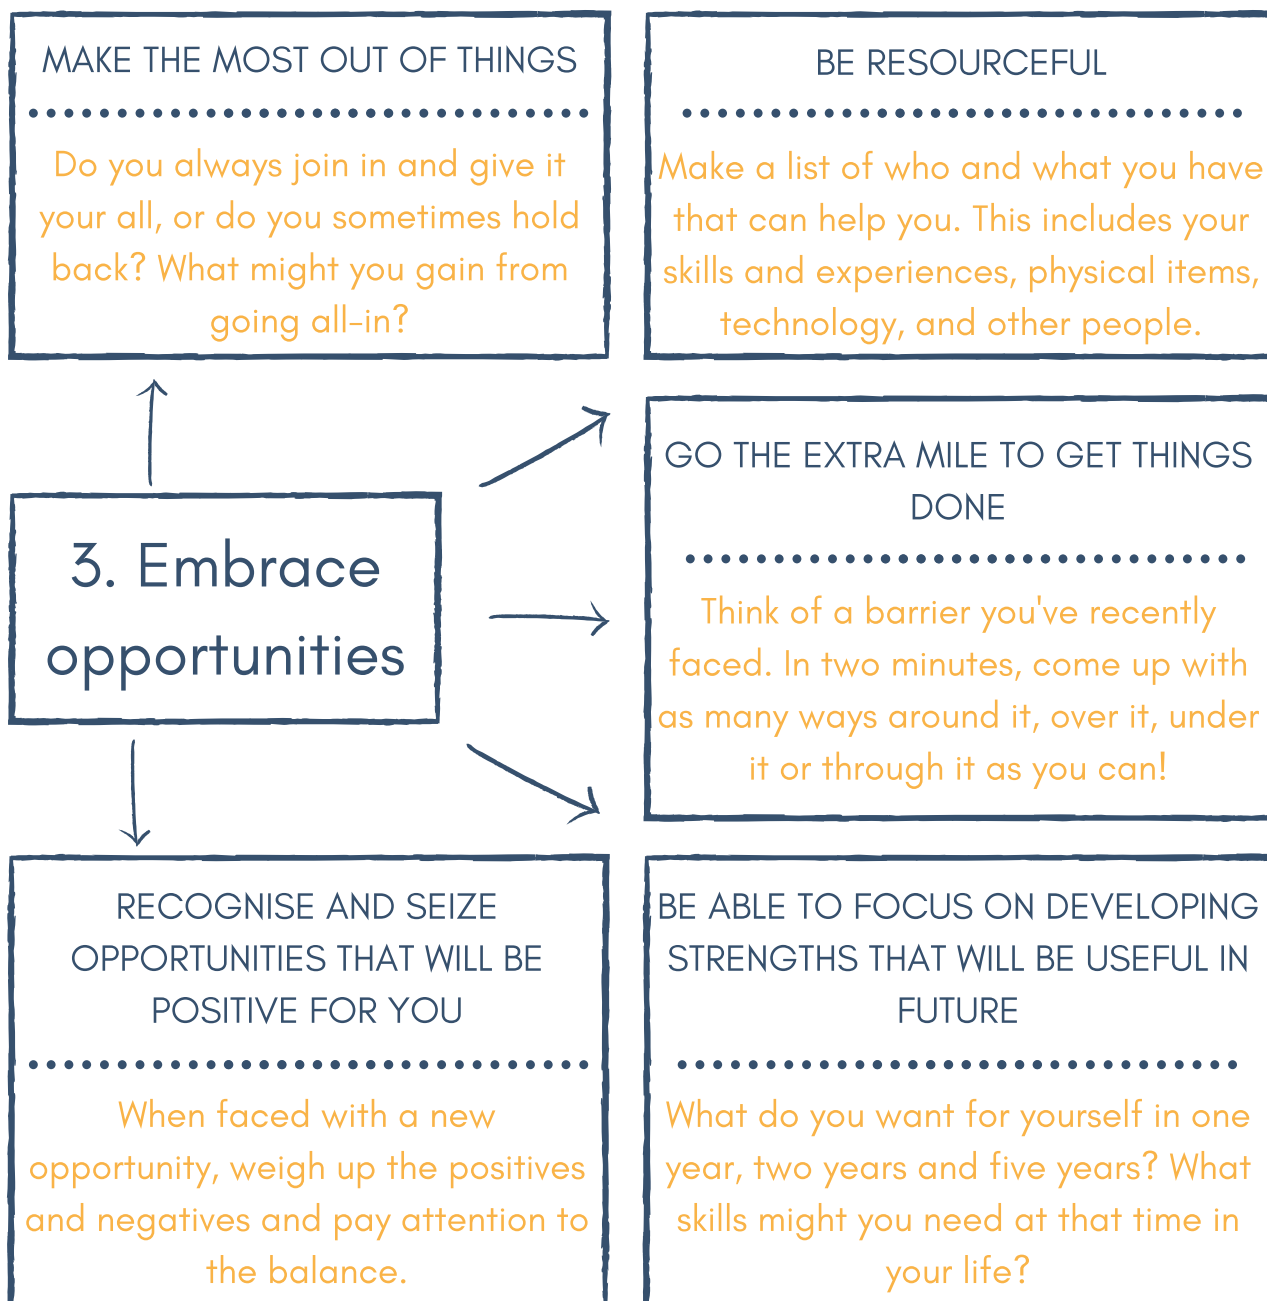 MAKE THE MOST OUT OF THINGS
Do you always join in and give it
your all, or do you sometimes hold
back? What might you gain from
going all-in?
BE RESOURCEFUL
Make a list of who and what you have
that can help you. This includes your
skills and experiences, physical items,
technology, and other people.
3. Embrace
opportunities
GO THE EXTRA MILE TO GET THINGS
DONE
Think of a barrier you've recently
faced. In two minutes, come up with
as many ways around it, over it, under
it or through it as you can!
RECOGNISE AND SEIZE
OPPORTUNITIES THAT WILL BE
POSITIVE FOR YOU
When faced with a new
opportunity, weigh up the positives
and negatives and pay attention to
the balance.
BE ABLE TO FOCUS ON DEVELOPING
STRENGTHS THAT WILL BE USEFUL IN
FUTURE
What do you want for yourself in one
year, two years and five years? What
skills might you need at that time in
your life?